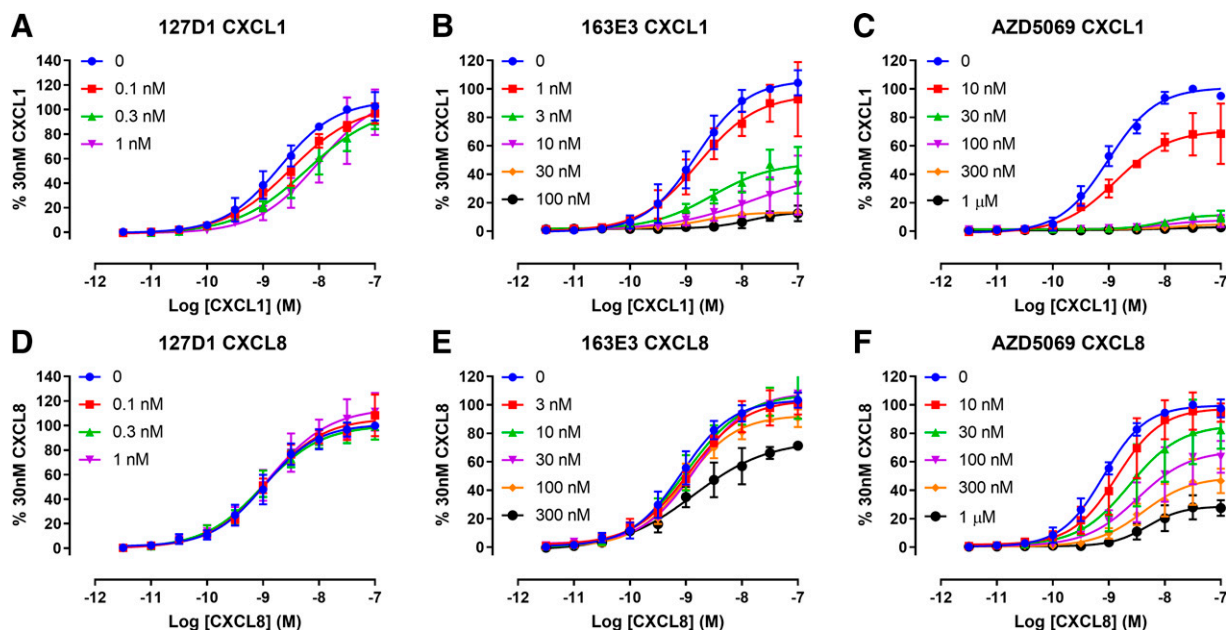 A
127D1 CXCL1
% 30nM CXCL1
140
120
100
80
60
40
20
0
0
0.1 nM
0.3 nM
1 nM
-12 -11 -10 -9 -8 -7
Log [CXCL1] (M)
B
163E3 CXCL1
% 30nM CXCL1
120
100
80
60
40
20
0
0
1 nM
3 nM
10 nM
30 nM
100 nM
-12 -11 -10 -9 -8 -7
Log [CXCL1] (M)
C
AZD5069 CXCL1
% 30nM CXCL1
120
100
80
60
40
20
0
0
10 nM
30 nM
100 nM
300 nM
1 µM
-12 -11 -10 -9 -8 -7
Log [CXCL1] (M)
D
127D1 CXCL8
% 30nM CXCL8
140
120
100
80
60
40
20
0
0
0.1 nM
0.3 nM
1 nM
-12 -11 -10 -9 -8 -7
Log [CXCL8] (M)
E
163E3 CXCL8
% 30nM CXCL8
120
100
80
60
40
20
0
0
3 nM
10 nM
30 nM
100 nM
300 nM
-12 -11 -10 -9 -8 -7
Log [CXCL8] (M)
F
AZD5069 CXCL8
% 30nM CXCL8
120
100
80
60
40
20
0
0
10 nM
30 nM
100 nM
300 nM
1 µM
-12 -11 -10 -9 -8 -7
Log [CXCL8] (M)